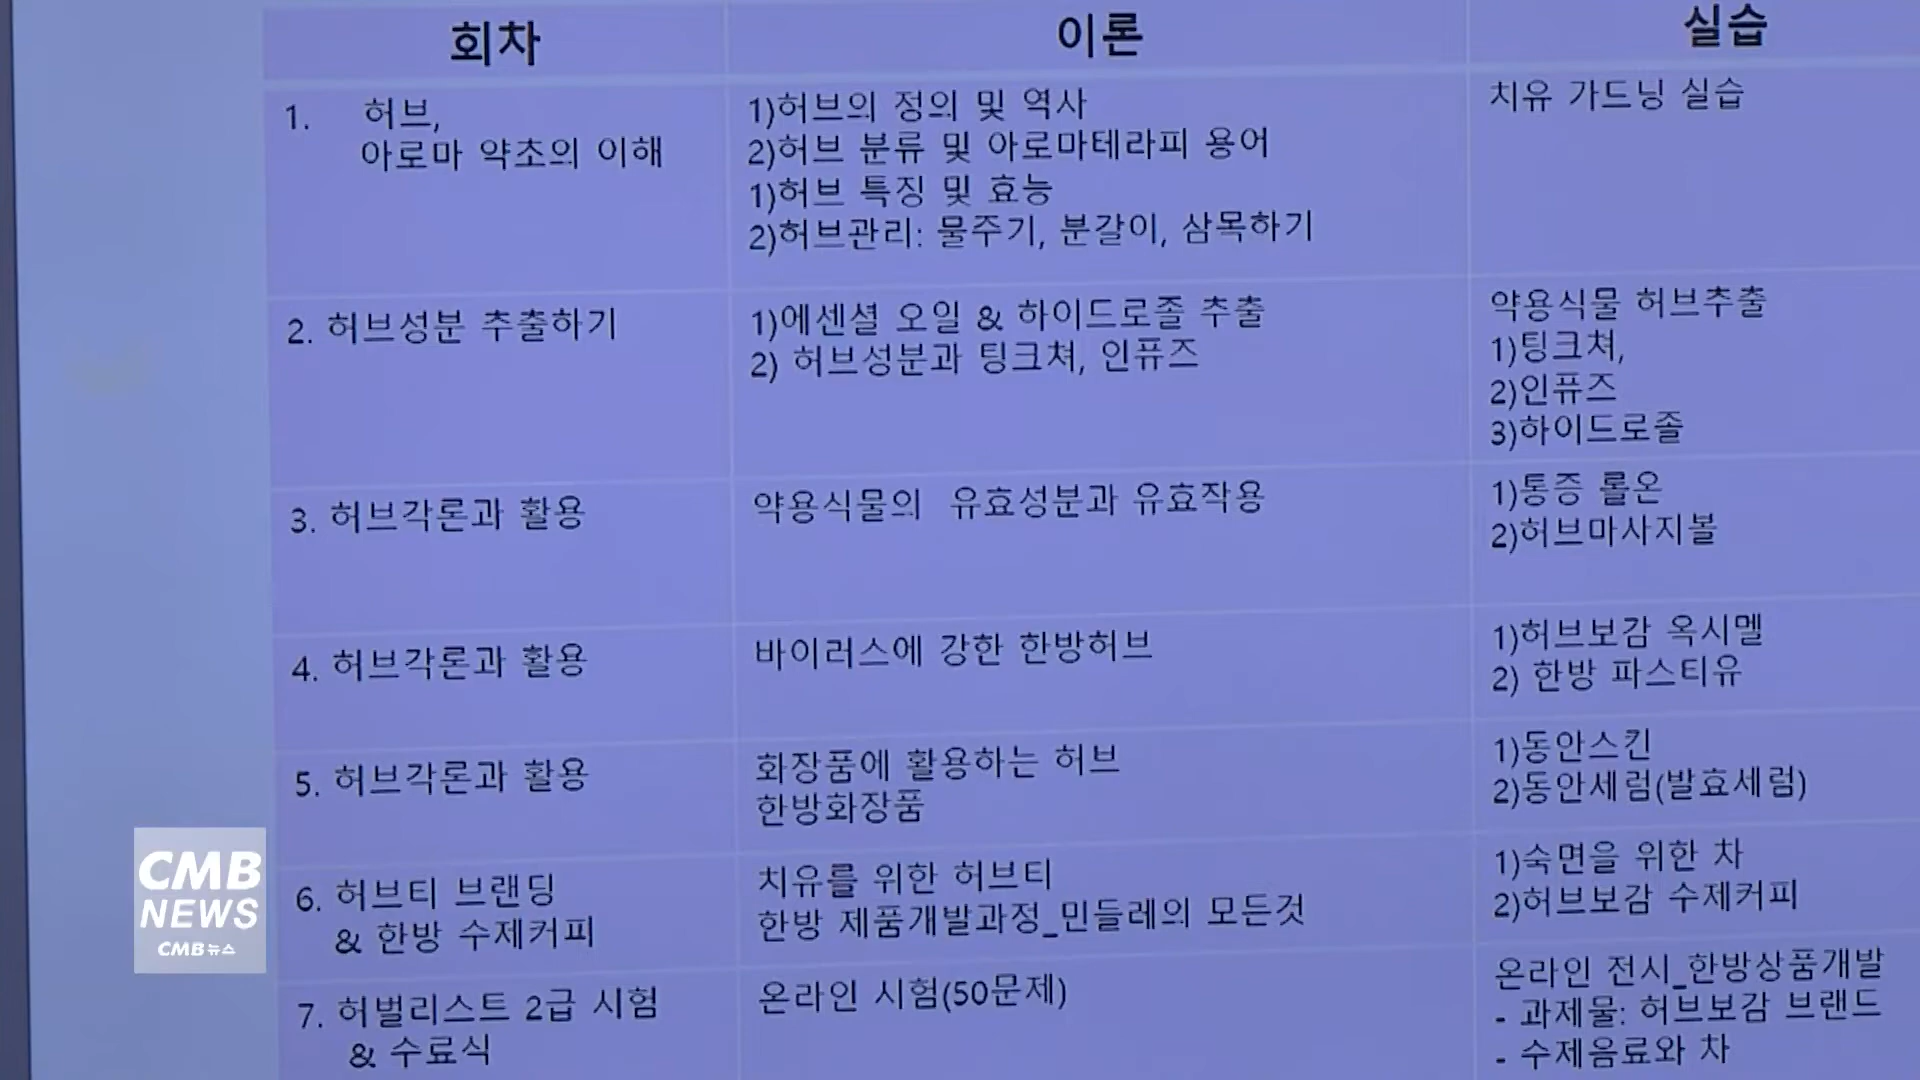 회차
이론
실습
1. 허브,
아로마 약초의 이해
1)허브의 정의 및 역사
2)허브 분류 및 아로마테라피 용어
1)허브 특징 및 효능
2)허브관리: 물주기, 분갈이, 삼목하기
치유 가드닝 실습
2. 허브성분 추출하기
1)에센셜 오일 & 하이드로졸 추출
2) 허브성분과 팅크쳐, 인퓨즈
약용식물 허브추출
1)팅크쳐,
2)인퓨즈
3)하이드로졸
3. 허브각론과 활용
약용식물의 유효성분과 유효작용
1)통증 롤온
2)허브마사지볼
4. 허브각론과 활용
바이러스에 강한 한방허브
1)허브보감 옥시멜
2) 한방 파스티유
5. 허브각론과 활용
화장품에 활용하는 허브
한방화장품
1)동안스킨
2)동안세럼(발효세럼)
6. 허브티 브랜딩
& 한방 수제커피
치유를 위한 허브티
한방 제품개발과정_민들레의 모든것
1)숙면을 위한 차
2)허브보감 수제커피
7. 허벌리스트 2급 시험
& 수료식
온라인 시험(50문제)
온라인 전시_한방상품개발
- 과제물: 허브보감 브랜드
- 수제음료와 차
CMB
NEWS
CMB뉴스